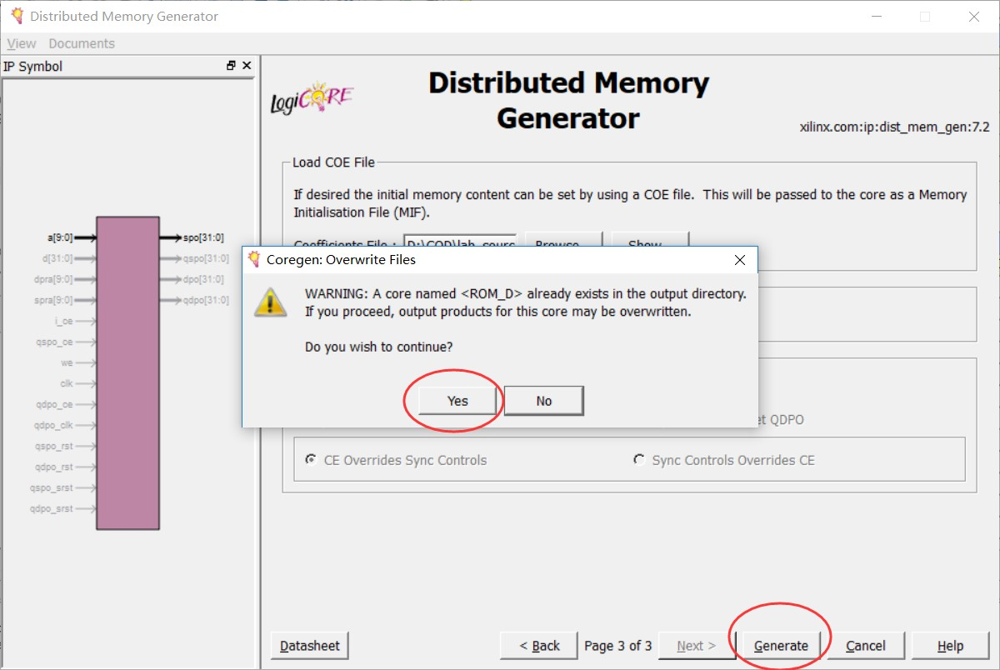 Distributed Memory Generator
View Documents
IP Symbol
LogiCORE
Distributed Memory
Generator
xilinx.com:ip:dist_mem_gen:7.2
Load COE File
If desired the initial memory content can be set by using a COE file. This will be passed to the core as a Memory
Initialisation File (MIF).
Coefficients File : D:\COD\lab_sourc Browse Show
Coregen: Overwrite Files
WARNING: A core named <ROM_D> already exists in the output directory.
If you proceed, output products for this core may be overwritten.
Do you wish to continue?
Yes No
QDPO
CE Overrides Sync Controls Sync Controls Overrides CE
a[9:0] spo[31:0]
d[31:0] qspo[31:0]
dpra[9:0] dpo[31:0]
spra[9:0] qdpo[31:0]
i_ce
qspo_ce
we
clk
qdpo_ce
qdpo_clk
qspo_rst
qdpo_rst
qspo_srst
qdpo_srst
Datasheet < Back Page 3 of 3 Next > Generate Cancel Help